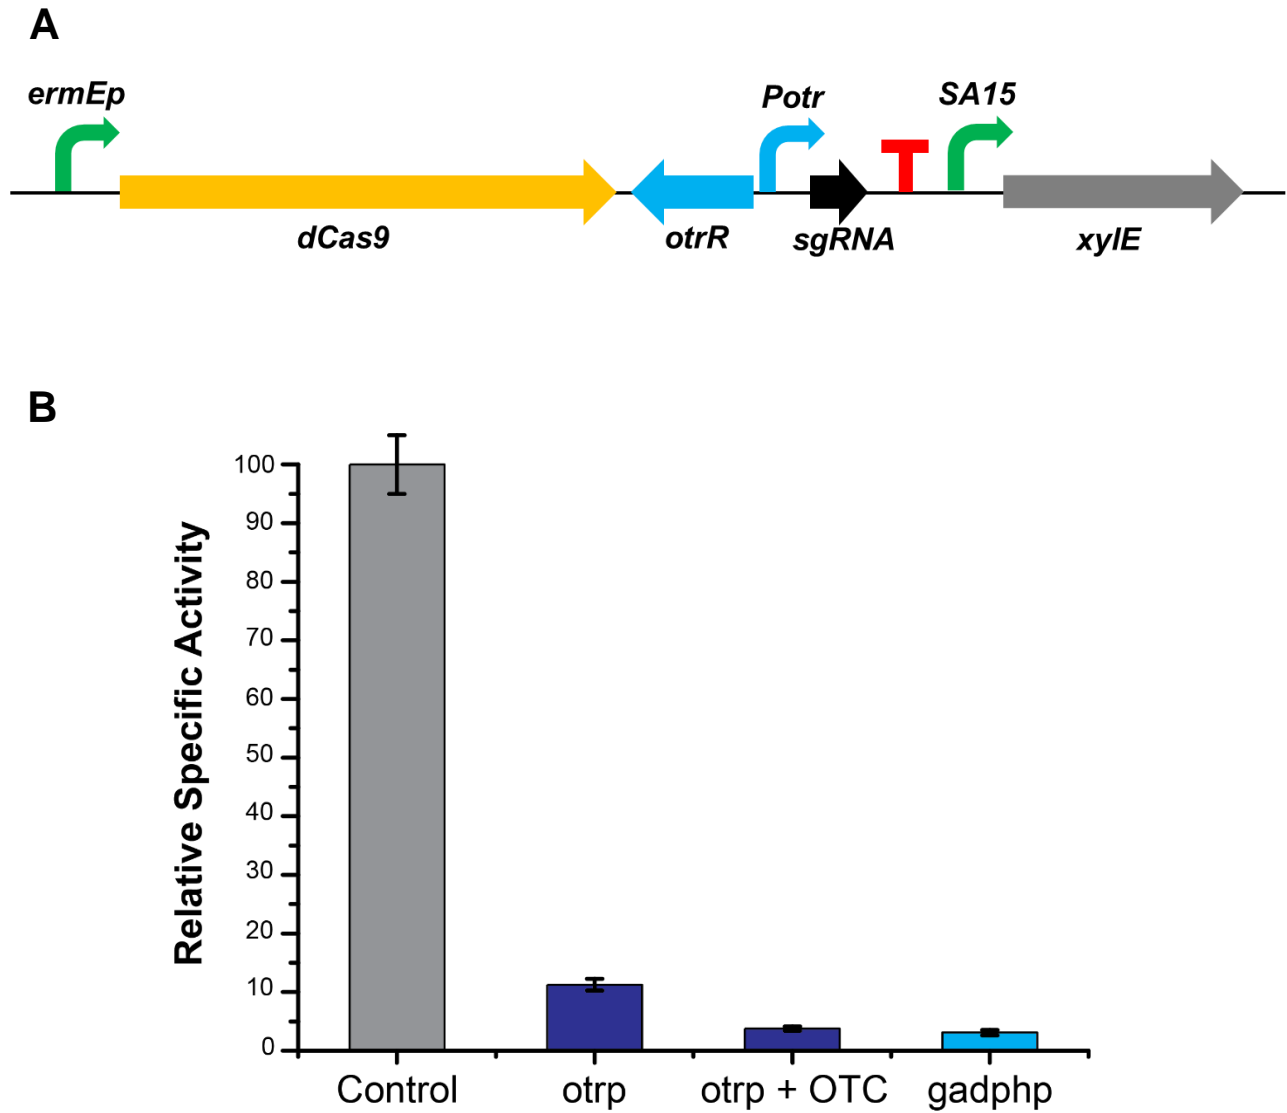 A
ermEp
Potr
SA15
dCas9
otrR
sgRNA
xylE
B
Relative Specific Activity
100
90
80
70
60
50
40
30
20
10
0
Control
otrp
otrp + OTC
gadphp